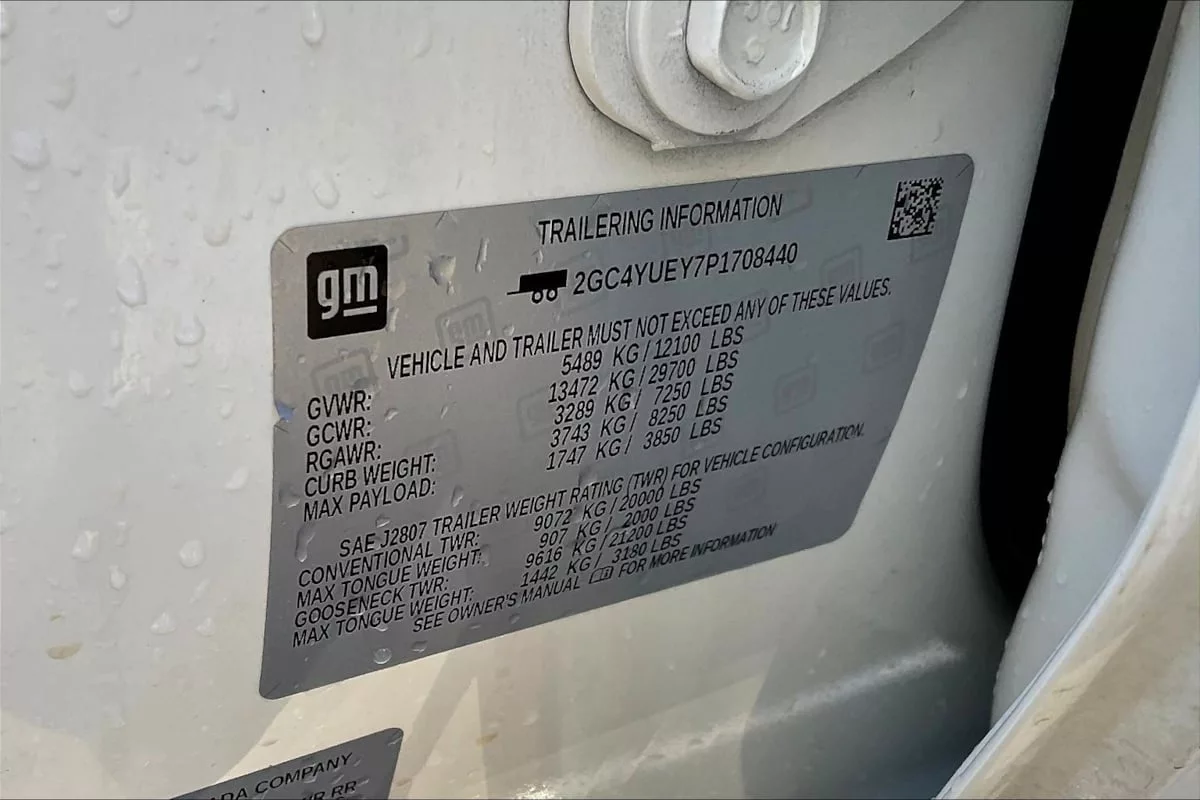 TRAILERING INFORMATION
gm
2GC4YUEY7P1708440
VEHICLE AND TRAILER MUST NOT EXCEED ANY OF THESE VALUES.
GVWR: 5489 KG/12100 LBS
GCWR: 13472 KG/29700 LBS
RGAWR: 3289 KG/ 7250 LBS
CURB WEIGHT: 3743 KG/ 8250 LBS
MAX PAYLOAD: 1747 KG/ 3850 LBS
SAE J2807 TRAILER WEIGHT RATING (TWR) FOR VEHICLE CONFIGURATION.
CONVENTIONAL TWR: 9072 KG/20000 LBS
MAX TONGUE WEIGHT: 907 KG/ 2000 LBS
GOOSENECK TWR: 9616 KG/21200 LBS
MAX TONGUE WEIGHT: 1442 KG/ 3180 LBS
SEE OWNER'S MANUAL FOR MORE INFORMATION
COMPANY
RR